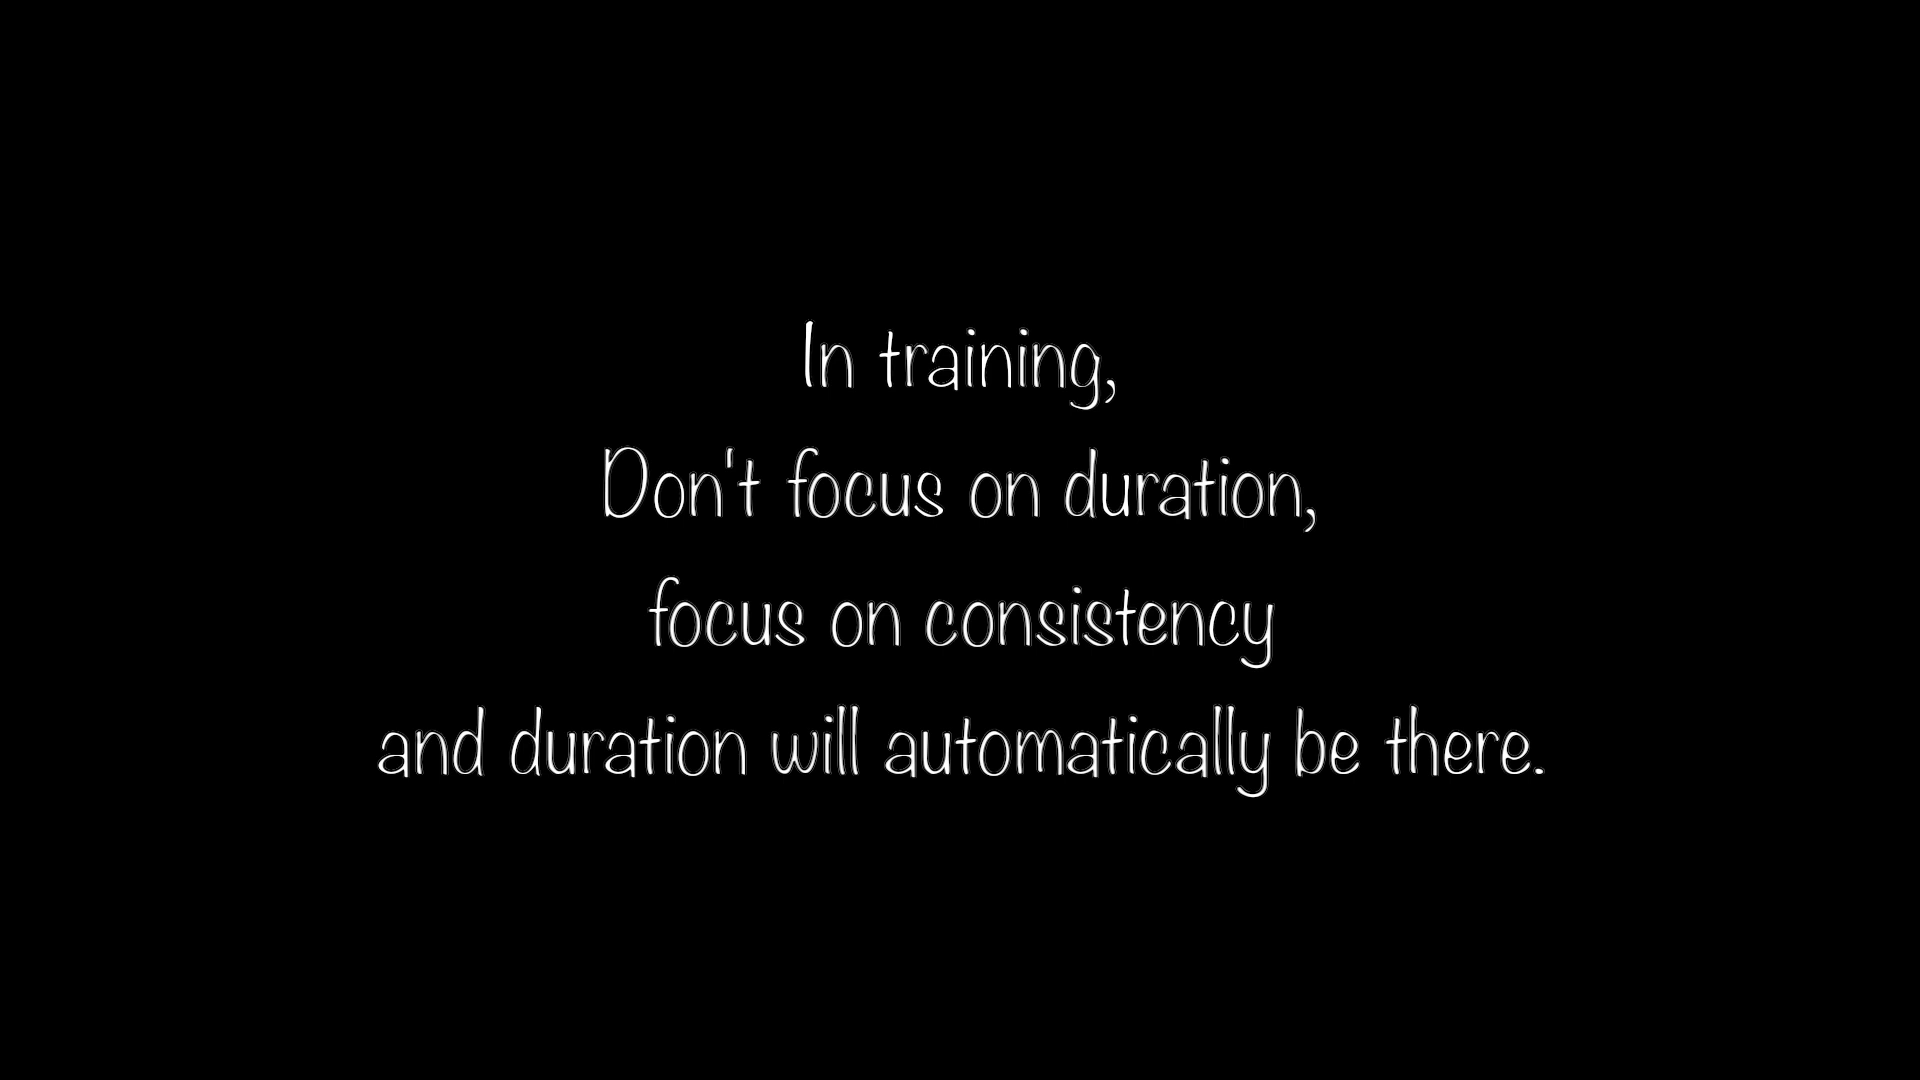 In training,
Don't focus on duration,
focus on consistency
and duration will automatically be there.